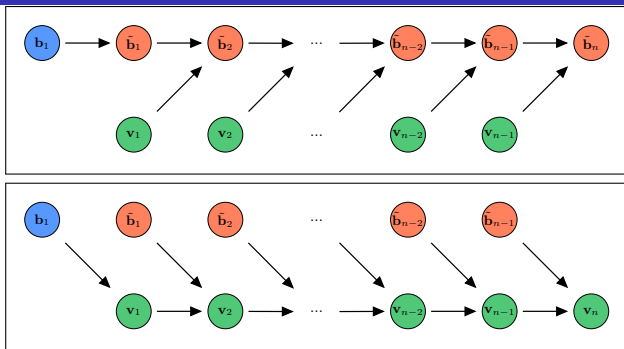 b₁ b̃₁ b̃₂ ... b̃ₙ₋₂ b̃ₙ₋₁ b̃ₙ
v₁ v₂ ... vₙ₋₂ vₙ₋₁
b₁ b̃₁ b̃₂ ... b̃ₙ₋₂ b̃ₙ₋₁
v₁ v₂ ... vₙ₋₂ vₙ₋₁ vₙ